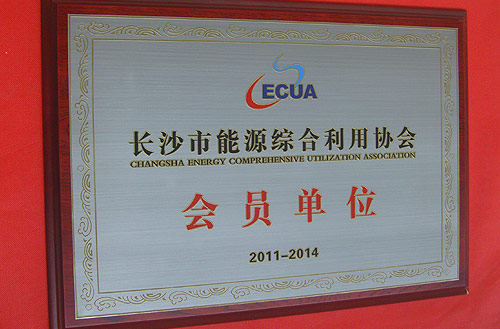 ECUA
长沙市能源综合利用协会
CHANGSHA ENERGY COMPREHENSIVE UTILIZATION ASSOCIATION
会员单位
2011-2014